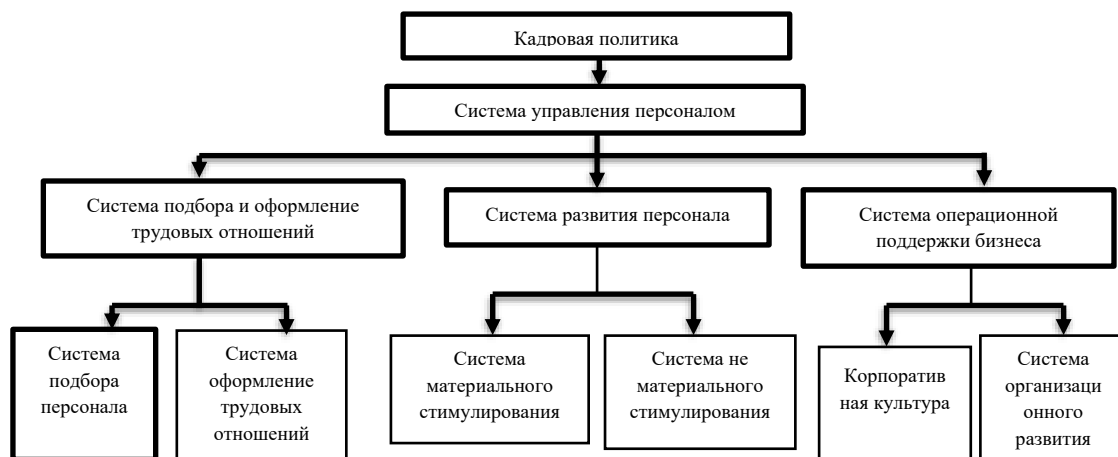 Кадровая политика
Система управления персоналом
Система подбора и оформление
трудовых отношений
Система развития персонала
Система операционной
поддержки бизнеса
Система
подбора
персонала
Система
оформление
трудовых
отношений
Система
материального
стимулирования
Система не
материального
стимулирования
Корпоратив
ная культура
Система
организаци
онного
развития